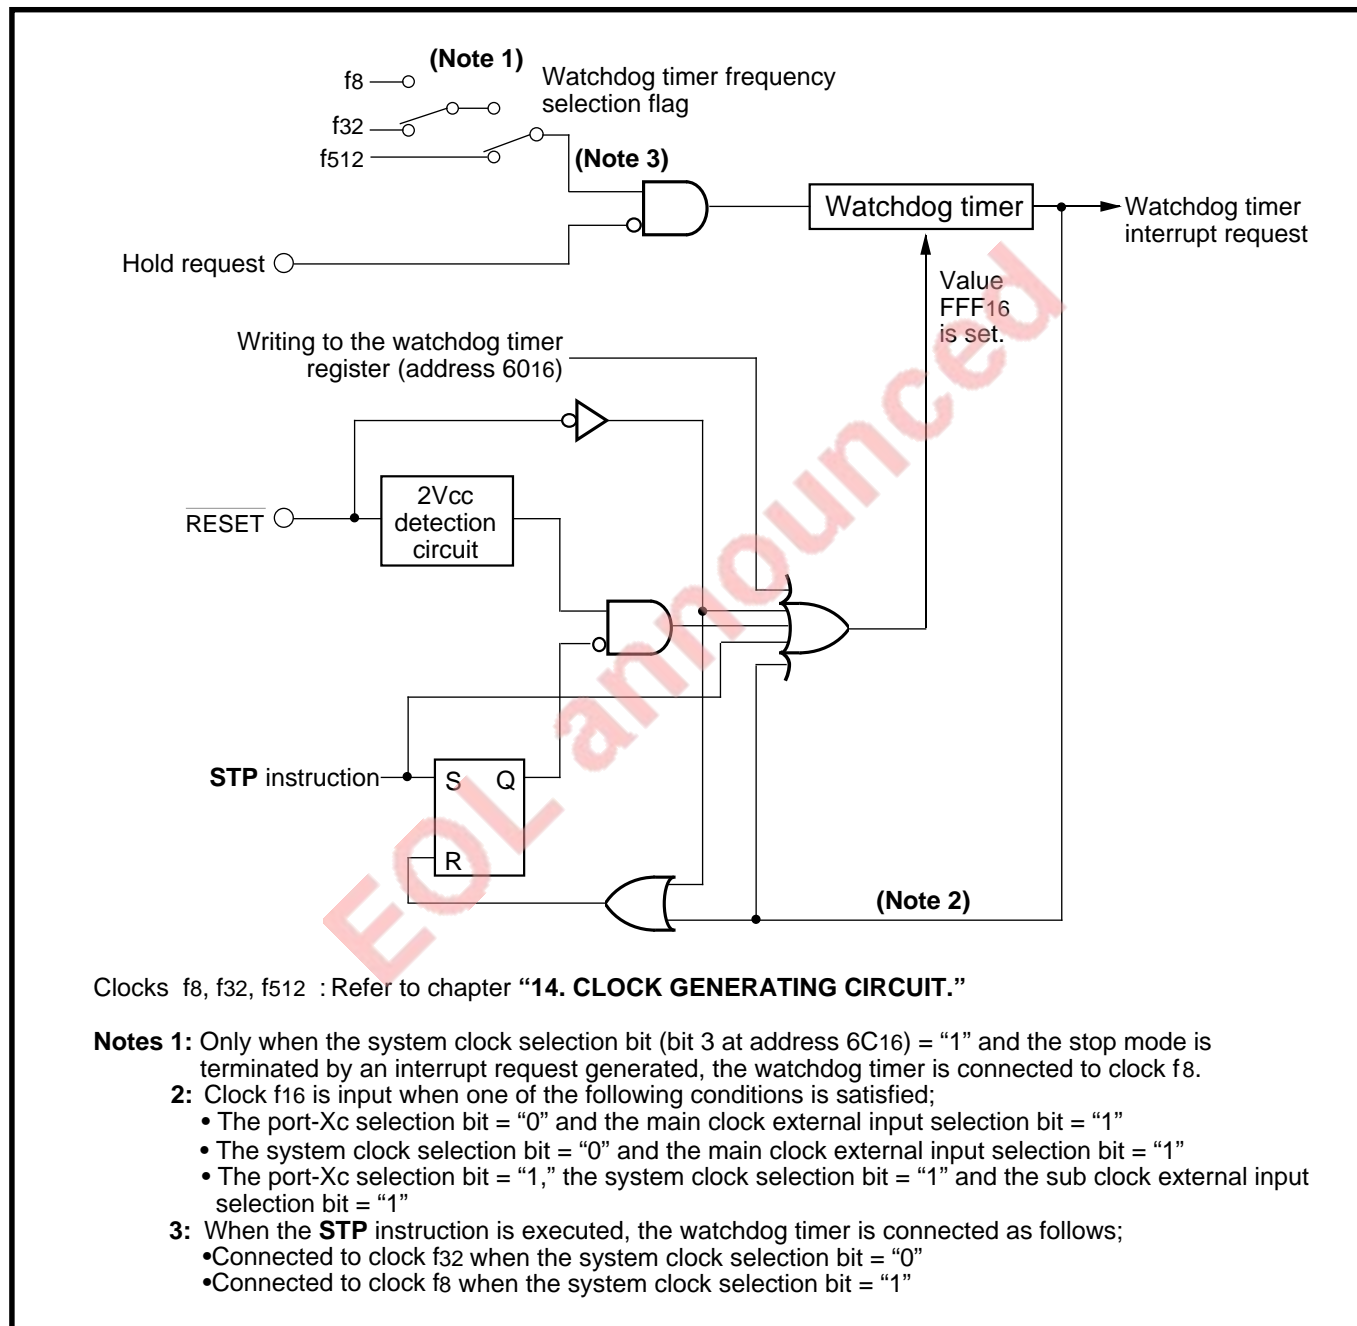 (Note 1)
f8
Watchdog timer frequency
selection flag
f32
f512
(Note 3)
Watchdog timer
Watchdog timer
interrupt request
Hold request
Value
FFF16
is set.
Writing to the watchdog timer
register (address 6016)
2Vcc
detection
circuit
RESET
STP instruction
S Q
R
(Note 2)
EOL announced
Clocks f8, f32, f512 : Refer to chapter “14. CLOCK GENERATING CIRCUIT.”
Notes 1: Only when the system clock selection bit (bit 3 at address 6C16) = “1” and the stop mode is
terminated by an interrupt request generated, the watchdog timer is connected to clock f8.
2: Clock f16 is input when one of the following conditions is satisfied;
• The port-Xc selection bit = “0” and the main clock external input selection bit = “1”
• The system clock selection bit = “0” and the main clock external input selection bit = “1”
• The port-Xc selection bit = “1,” the system clock selection bit = “1” and the sub clock external input
selection bit = “1”
3: When the STP instruction is executed, the watchdog timer is connected as follows;
•Connected to clock f32 when the system clock selection bit = “0”
•Connected to clock f8 when the system clock selection bit = “1”